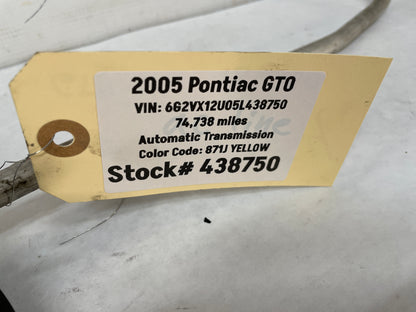 2005 Pontiac GTO
VIN: 6G2VX12U05L438750
74,738 miles
Automatic Transmission
Color Code: 871J YELLOW
Stock# 438750